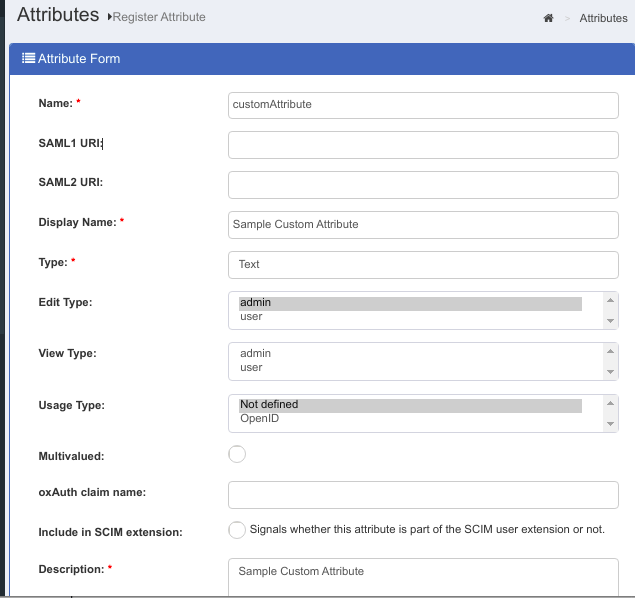 Attributes Register Attribute > Attributes
Attribute Form
Name: * customAttribute
SAML1 URI:
SAML2 URI:
Display Name: * Sample Custom Attribute
Type: * Text
Edit Type: admin
user
View Type: admin
user
Usage Type: Not defined
OpenID
Multivalued:
oxAuth claim name:
Include in SCIM extension: Signals whether this attribute is part of the SCIM user extension or not.
Description: * Sample Custom Attribute